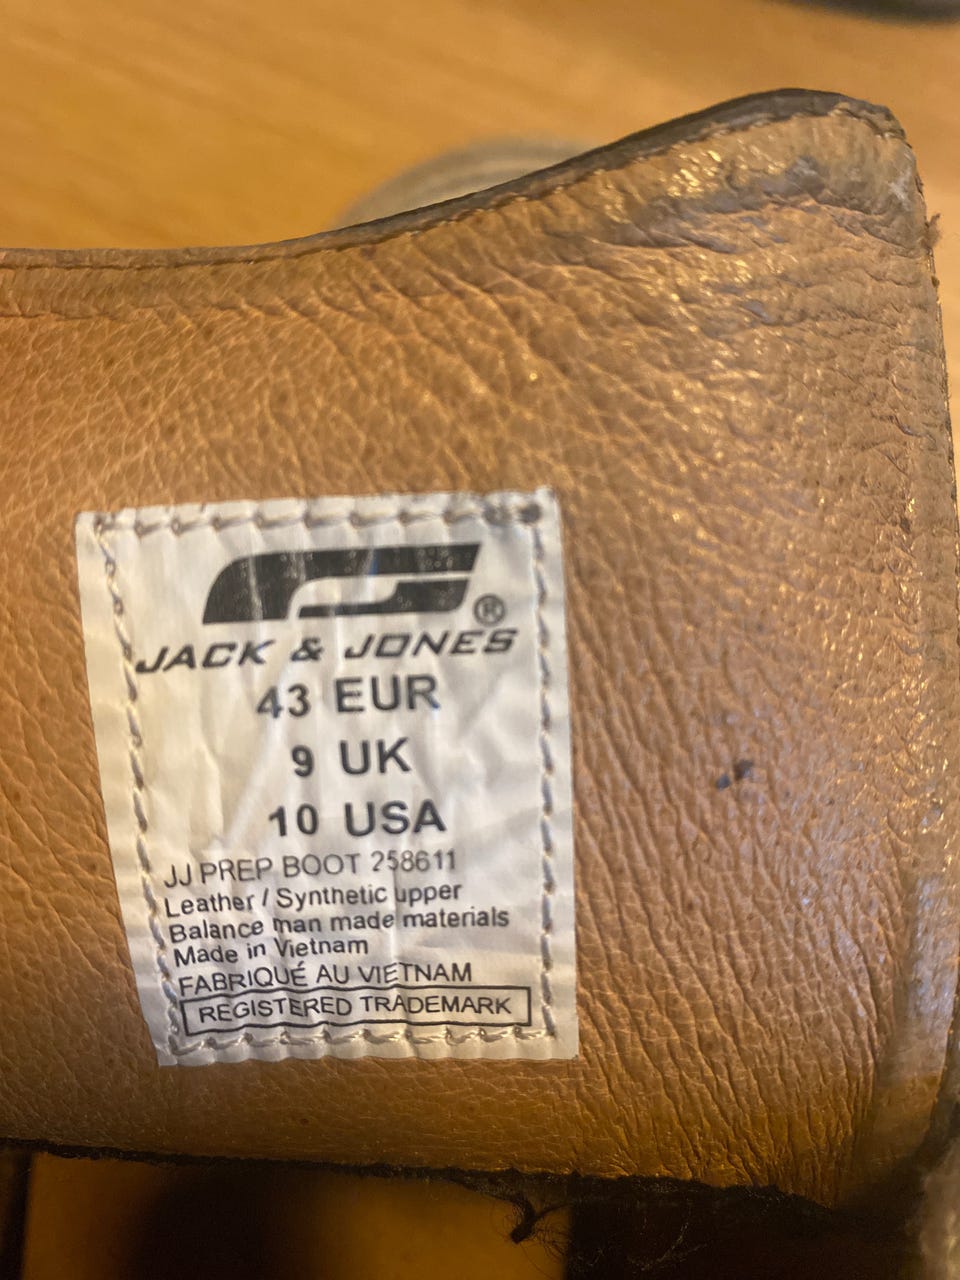 ®
JACK & JONES
43 EUR
9 UK
10 USA
JJ PREP BOOT 258611
Leather / Synthetic upper
Balance man made materials
Made in Vietnam
FABRIQUÉ AU VIETNAM
REGISTERED TRADEMARK